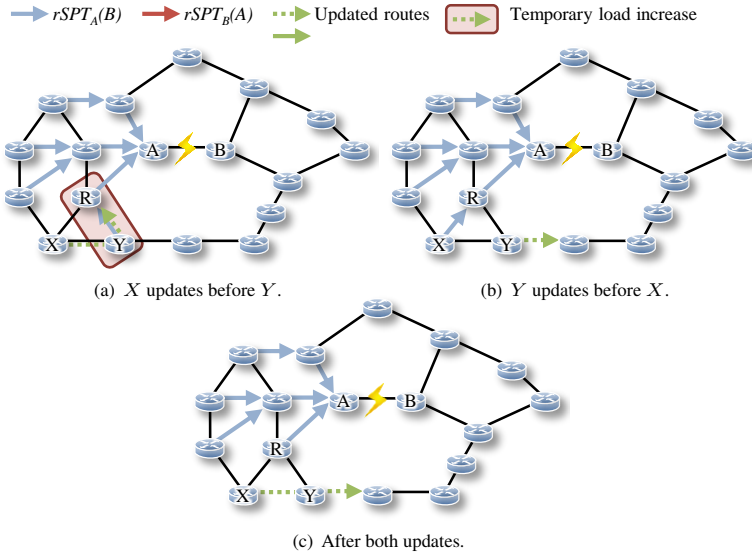 rSPT_A(B) rSPT_B(A) Updated routes Temporary load increase
A B
R
X Y
(a) X updates before Y.
A B
R
X Y
(b) Y updates before X.
A B
R
X Y
(c) After both updates.